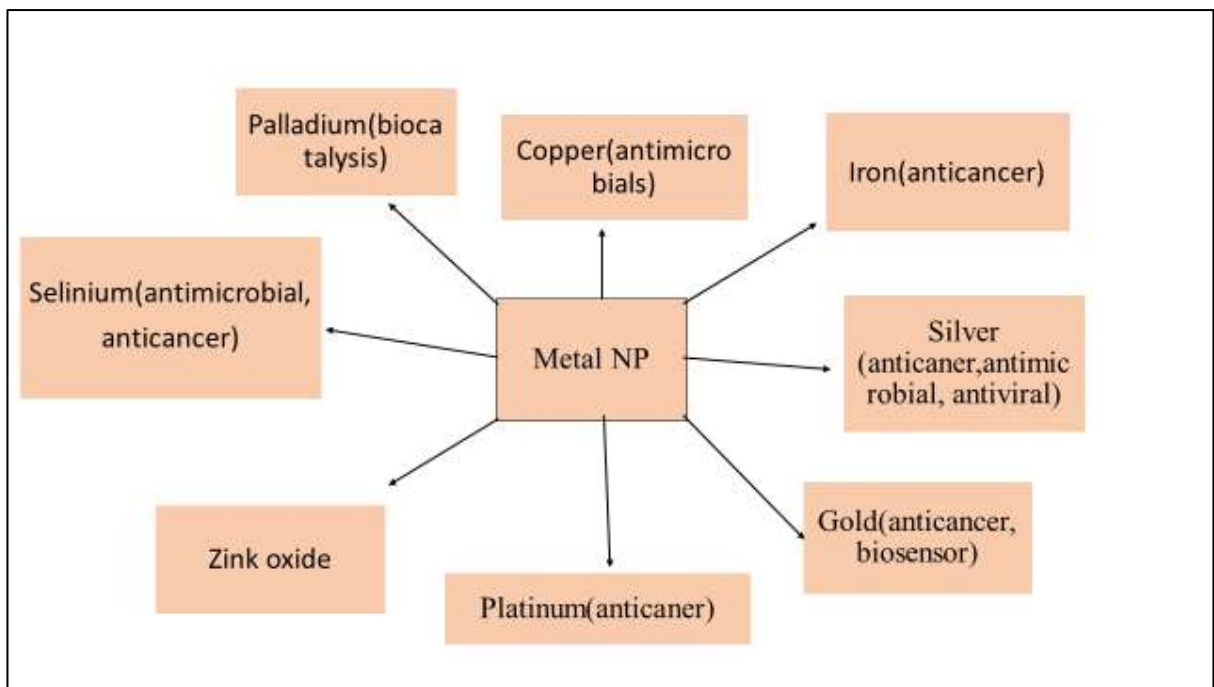 Palladium(bioca
talysis)
Copper(antimicro
bials)
Iron(anticancer)
Selinium(antimicrobial,
anticancer)
Metal NP
Silver
(anticaner,antimic
robial, antiviral)
Zink oxide
Platinum(anticaner)
Gold(anticancer,
biosensor)